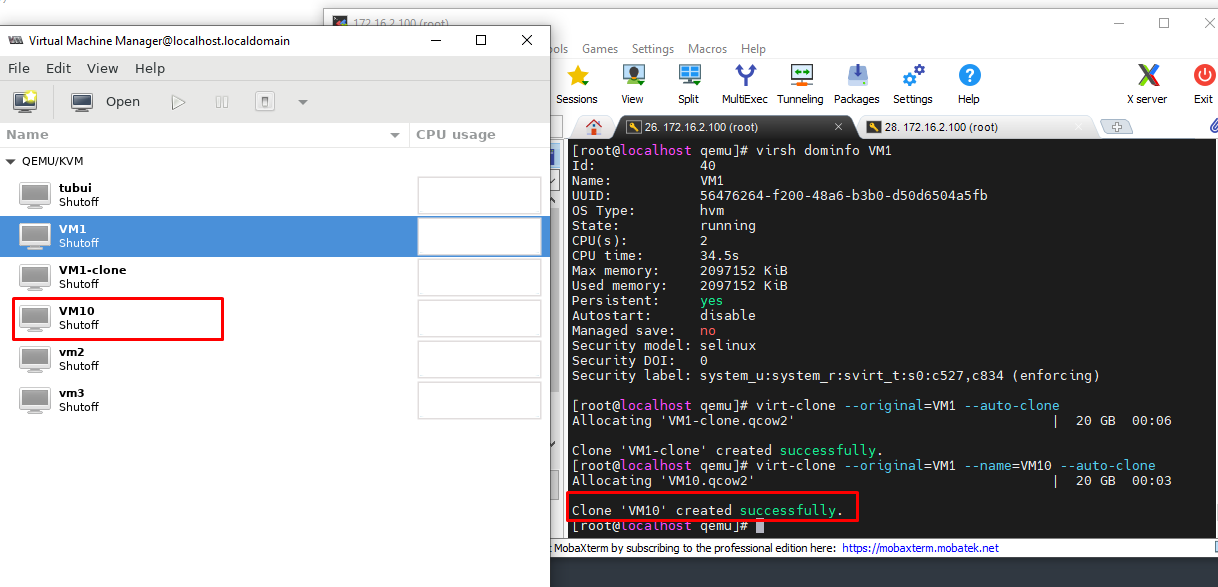 172.16.2.100 (root)
Virtual Machine Manager@localhost.localdomain
File Edit View Help
Open
Name CPU usage
QEMU/KVM
tubui
Shutoff
VM1
Shutoff
VM1-clone
Shutoff
VM10
Shutoff
vm2
Shutoff
vm3
Shutoff
Games Settings Macros Help
Sessions View Split MultiExec Tunneling Packages Settings Help X server Exit
26. 172.16.2.100 (root) 28. 172.16.2.100 (root)
[root@localhost qemu]# virsh dominfo VM1
Id: 40
Name: VM1
UUID: 56476264-f200-48a6-b3b0-d50d6504a5fb
OS Type: hvm
State: running
CPU(s): 2
CPU time: 34.5s
Max memory: 2097152 KiB
Used memory: 2097152 KiB
Persistent: yes
Autostart: disable
Managed save: no
Security model: selinux
Security DOI: 0
Security label: system_u:system_r:svirt_t:s0:c527,c834 (enforcing)
[root@localhost qemu]# virt-clone --original=VM1 --auto-clone
Allocating 'VM1-clone.qcow2' | 20 GB 00:06
Clone 'VM1-clone' created successfully.
[root@localhost qemu]# virt-clone --original=VM1 --name=VM10 --auto-clone
Allocating 'VM10.qcow2' | 20 GB 00:03
Clone 'VM10' created successfully.
[root@localhost qemu]#
MobaXterm by subscribing to the professional edition here: https://mobaxterm.mobatek.net